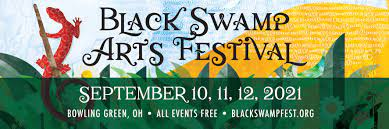 BLACK SWAMP
ARTS FESTIVAL
SEPTEMBER 10, 11, 12, 2021
BOWLING GREEN, OH • ALL EVENTS FREE • BLACKSWAMPFEST.ORG